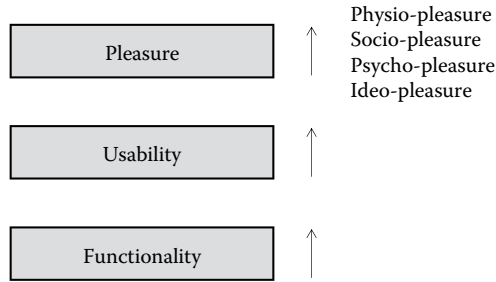 Physio-pleasure
Socio-pleasure
Psycho-pleasure
Ideo-pleasure
Pleasure
Usability
Functionality